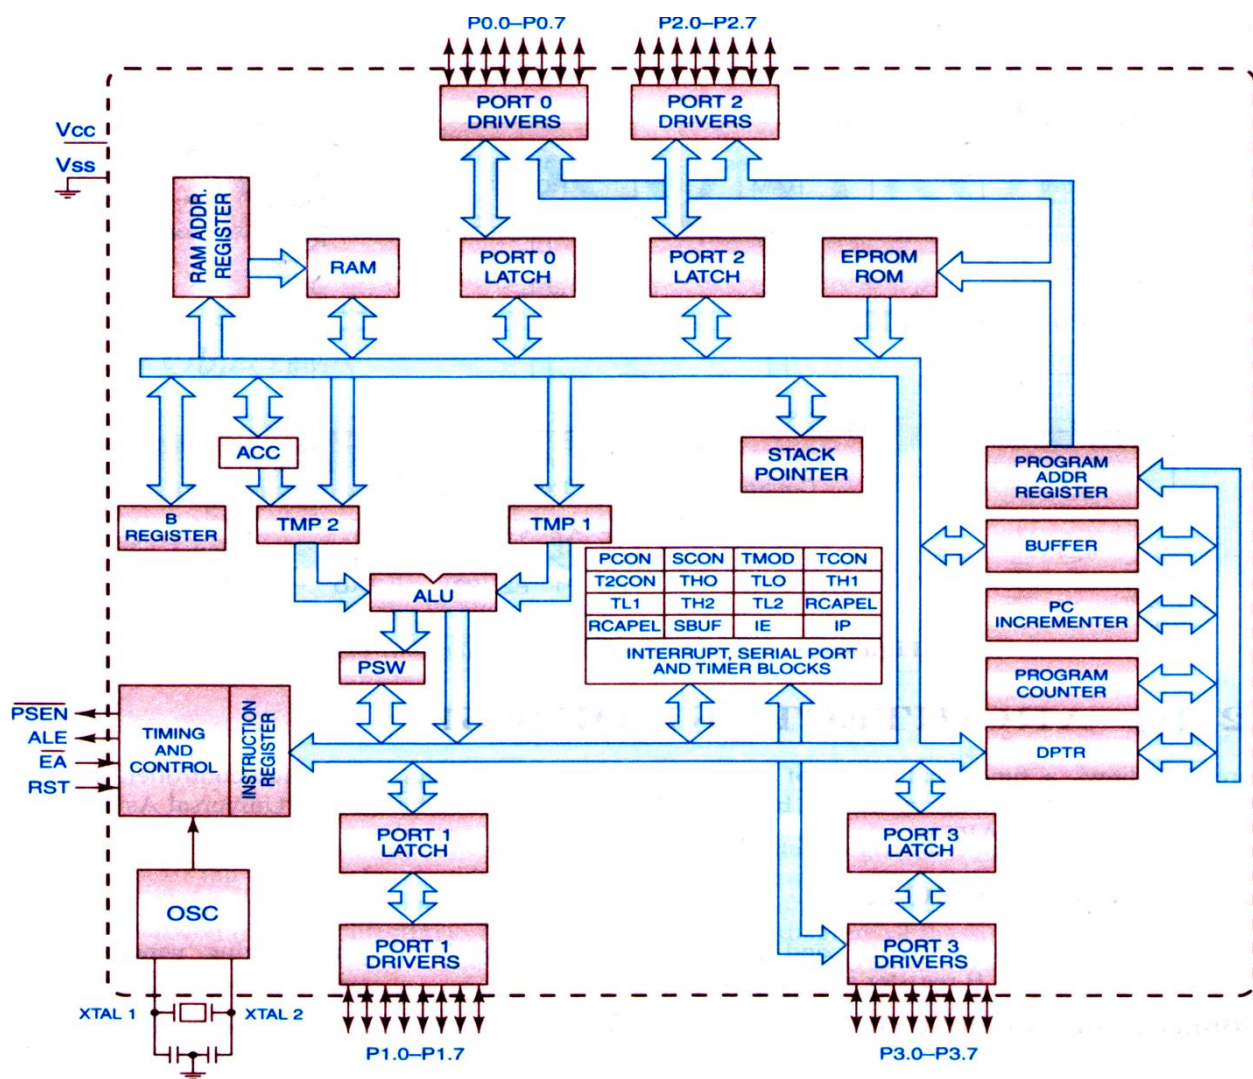 P0.0–P0.7
P2.0–P2.7
PORT 0
DRIVERS
PORT 2
DRIVERS
Vcc
Vss
RAM ADDR.
REGISTER
RAM
PORT 0
LATCH
PORT 2
LATCH
EPROM
ROM
ACC
STACK
POINTER
PROGRAM
ADDR
REGISTER
B
REGISTER
TMP 2
TMP 1
BUFFER
PCON SCON TMOD TCON
T2CON THO TLO TH1
TL1 TH2 TL2 RCAPEL
RCAPEL SBUF IE IP
INTERRUPT, SERIAL PORT
AND TIMER BLOCKS
ALU
PC
INCREMENTER
PSW
PROGRAM
COUNTER
PSEN
ALE
EA
RST
TIMING
AND
CONTROL
INSTRUCTION
REGISTER
DPTR
PORT 1
LATCH
PORT 3
LATCH
OSC
PORT 1
DRIVERS
PORT 3
DRIVERS
XTAL 1
XTAL 2
P1.0–P1.7
P3.0–P3.7